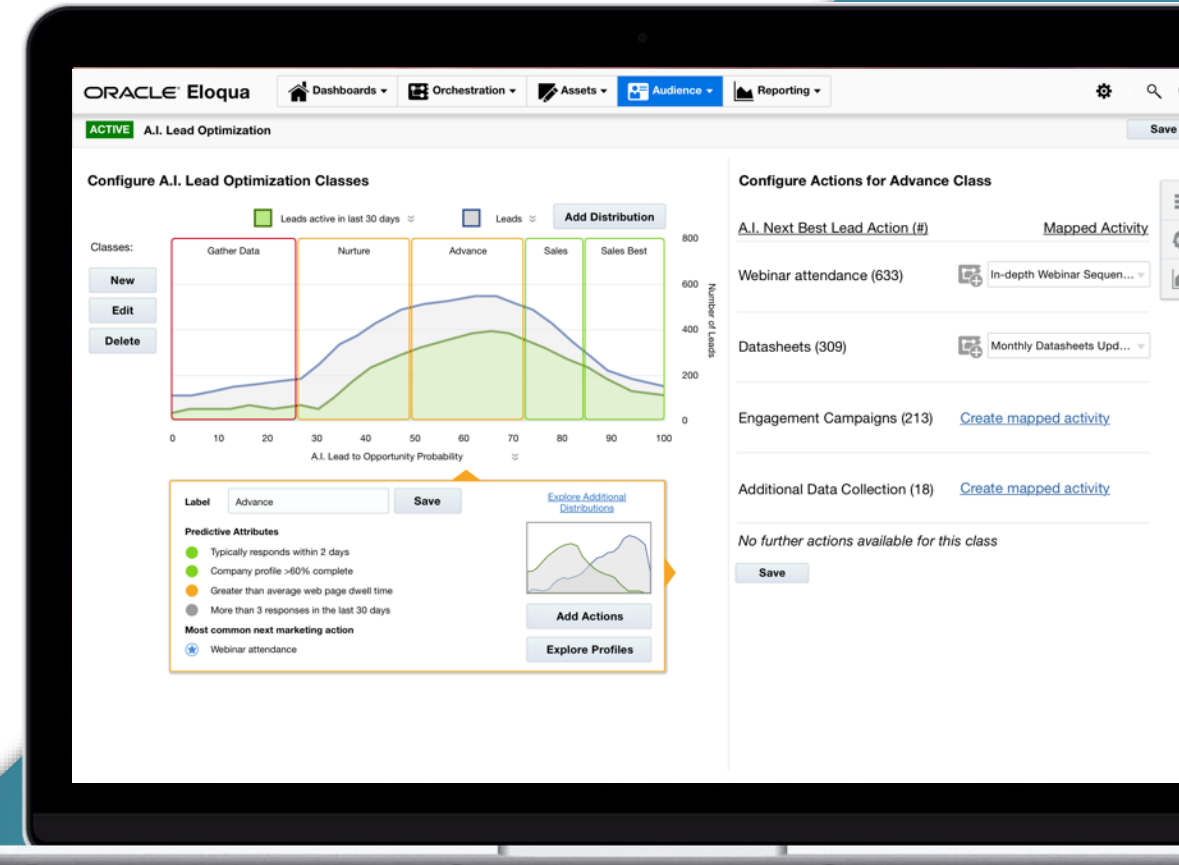 ORACLE Eloqua
Dashboards
Orchestration
Assets
Audience
Reporting
ACTIVE A.I. Lead Optimization
Save
Configure A.I. Lead Optimization Classes
Leads active in last 30 days
Leads
Add Distribution
Classes:
New
Edit
Delete
Gather Data
Nurture
Advance
Sales
Sales Best
800
600
400
200
0
Number of Leads
0 10 20 30 40 50 60 70 80 90 100
A.I. Lead to Opportunity Probability
Label
Advance
Save
Explore Additional
Distributions
Predictive Attributes
Typically responds within 2 days
Company profile >60% complete
Greater than average web page dwell time
More than 3 responses in the last 30 days
Most common next marketing action
Webinar attendance
Add Actions
Explore Profiles
Configure Actions for Advance Class
A.I. Next Best Lead Action (#)
Mapped Activity
Webinar attendance (633)
In-depth Webinar Sequen...
Datasheets (309)
Monthly Datasheets Upd...
Engagement Campaigns (213)
Create mapped activity
Additional Data Collection (18)
Create mapped activity
No further actions available for this class
Save